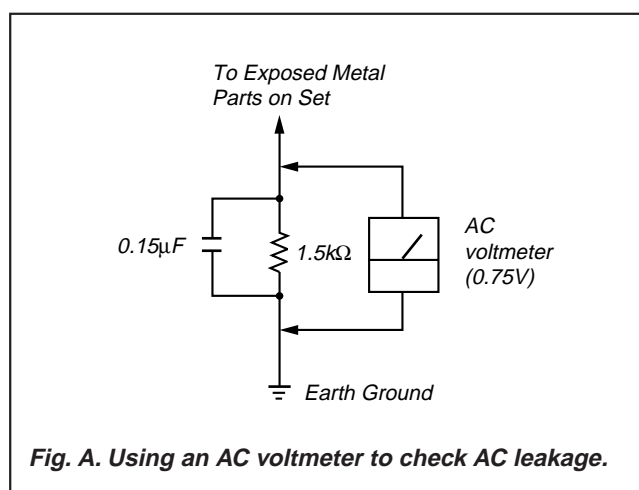 To Exposed Metal
Parts on Set
0.15μF
1.5kΩ
AC
voltmeter
(0.75V)
Earth Ground
Fig. A. Using an AC voltmeter to check AC leakage.